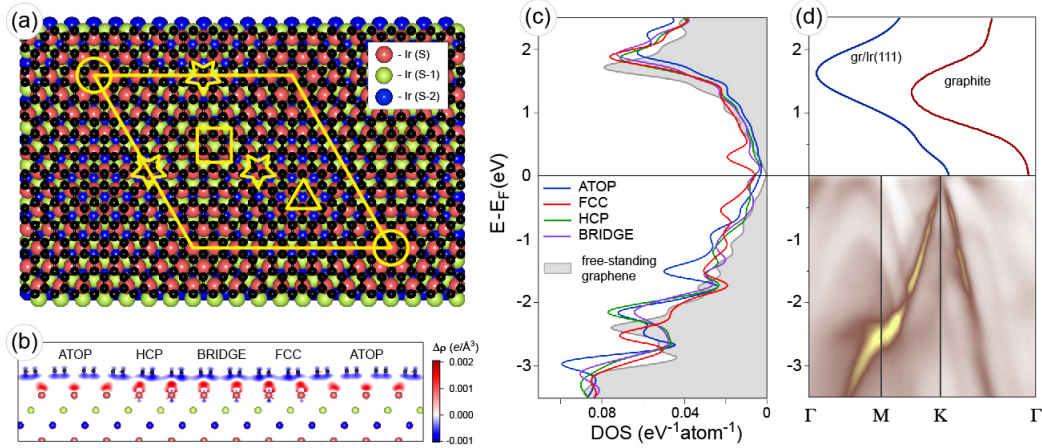 (a)
- Ir (S)
- Ir (S-1)
- Ir (S-2)
(b)
ATOP HCP BRIDGE FCC ATOP
Δρ (e/Å³)
0.002
0.001
0.000
-0.001
(c)
E-E_F (eV)
2
1
0
-1
-2
-3
ATOP
FCC
HCP
BRIDGE
free-standing
graphene
0.08 0.04 0
DOS (eV⁻¹atom⁻¹)
(d)
2
gr/Ir(111)
graphite
1
0
-1
-2
-3
Γ M K Γ